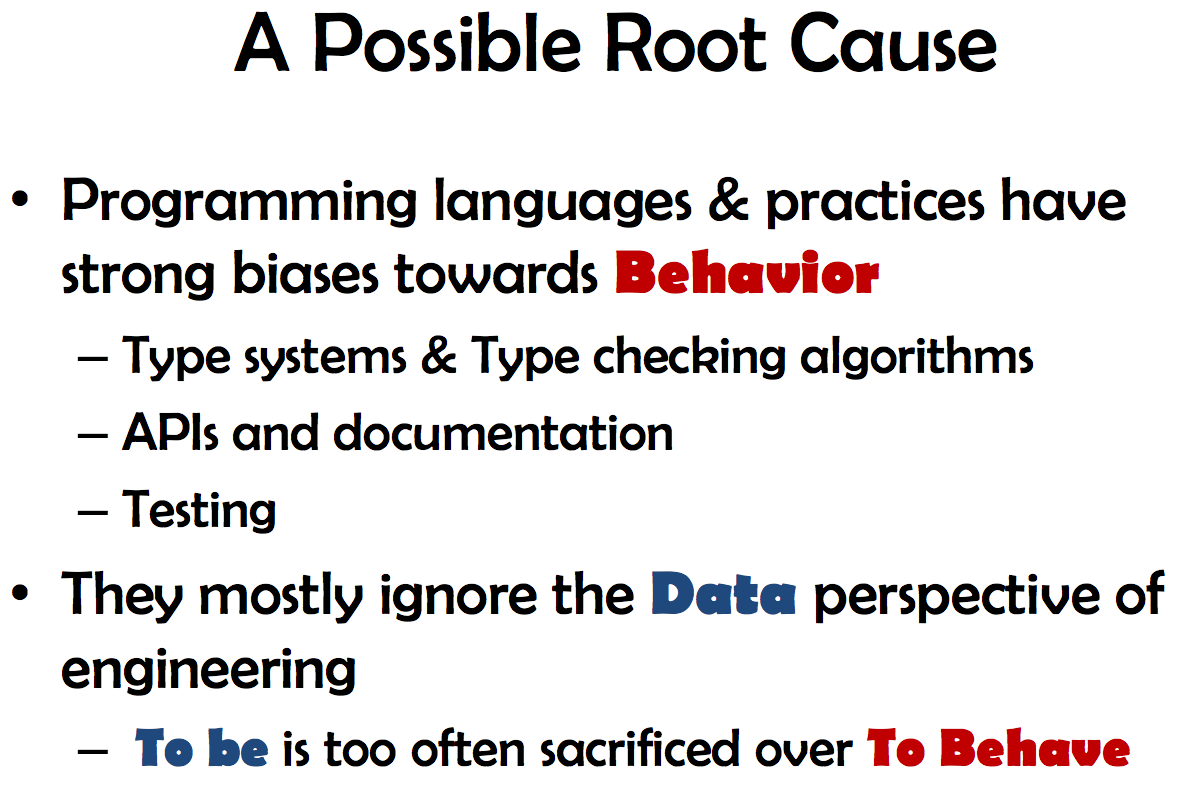 A Possible Root Cause
• Programming languages & practices have
strong biases towards Behavior
– Type systems & Type checking algorithms
– APIs and documentation
– Testing
• They mostly ignore the Data perspective of
engineering
– To be is too often sacrificed over To Behave